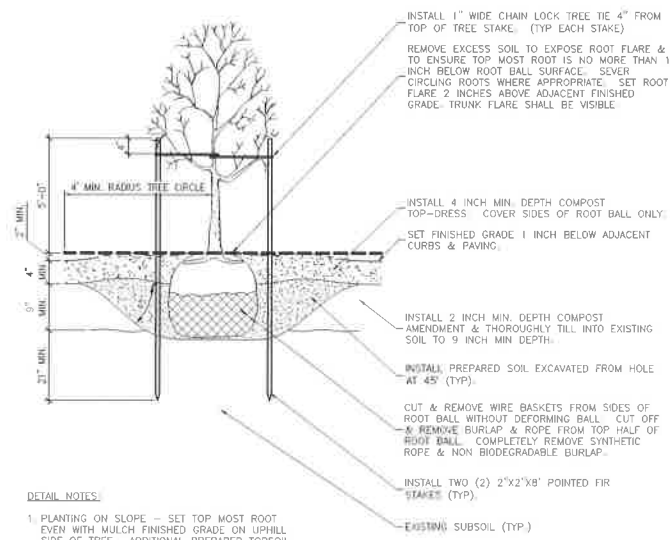 INSTALL 1" WIDE CHAIN LOCK TREE TIE 4" FROM
TOP OF TREE STAKE. (TYP EACH STAKE)
REMOVE EXCESS SOIL TO EXPOSE ROOT FLARE &
TO ENSURE TOP MOST ROOT IS NO MORE THAN 1
INCH BELOW ROOT BALL SURFACE. SEVER
CIRCLING ROOTS WHERE APPROPRIATE. SET ROOT
FLARE 2 INCHES ABOVE ADJACENT FINISHED
GRADE. TRUNK FLARE SHALL BE VISIBLE
4"
5'-0"
4' MIN. RADIUS TREE CIRCLE
2" MIN.
INSTALL 4 INCH MIN. DEPTH COMPOST
TOP-DRESS COVER SIDES OF ROOT BALL ONLY.
SET FINISHED GRADE 1 INCH BELOW ADJACENT
CURBS & PAVING.
4"
MIN.
9"
MIN.
INSTALL 2 INCH MIN. DEPTH COMPOST
AMENDMENT & THOROUGHLY TILL INTO EXISTING
SOIL TO 9 INCH MIN DEPTH.
INSTALL PREPARED SOIL EXCAVATED FROM HOLE
AT 45° (TYP).
21" MIN.
CUT & REMOVE WIRE BASKETS FROM SIDES OF
ROOT BALL WITHOUT DEFORMING BALL. CUT OFF
& REMOVE BURLAP & ROPE FROM TOP HALF OF
ROOT BALL. COMPLETELY REMOVE SYNTHETIC
ROPE & NON BIODEGRADABLE BURLAP.
INSTALL TWO (2) 2"X2"X8' POINTED FIR
STAKES (TYP).
EXISTING SUBSOIL (TYP.)
DETAIL NOTES:
1. PLANTING ON SLOPE – SET TOP MOST ROOT
EVEN WITH MULCH FINISHED GRADE ON UPHILL
SIDE OF TREE. ADDITIONAL PREPARED TOPSOIL